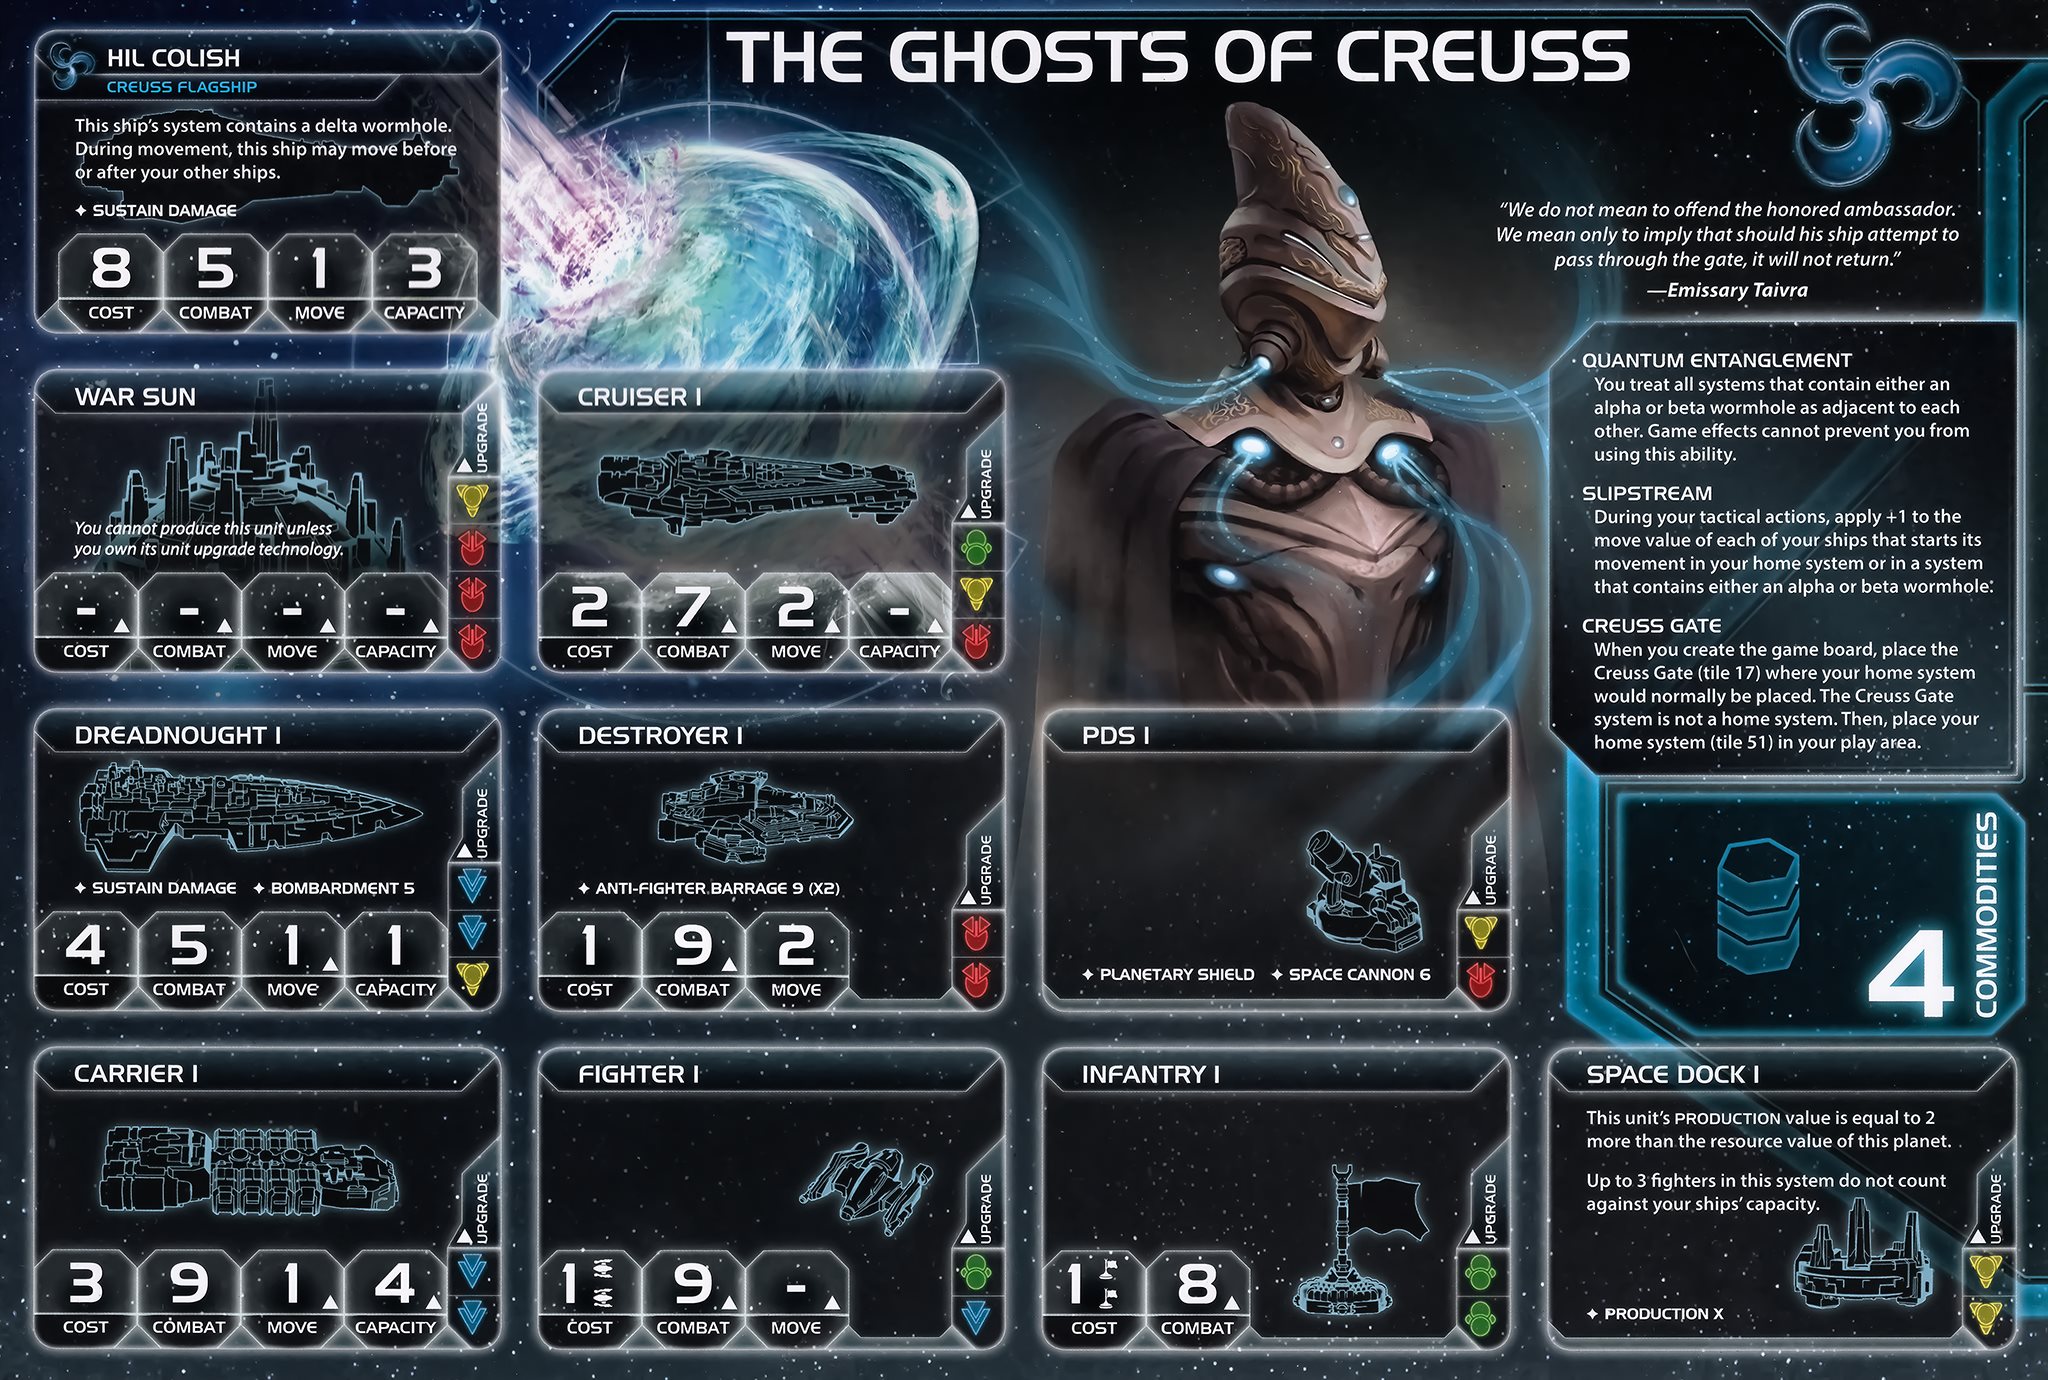 HIL COLISH
CREUSS FLAGSHIP
This ship's system contains a delta wormhole.
During movement, this ship may move before
or after your other ships.
SUSTAIN DAMAGE
8 5 1 3
COST COMBAT MOVE CAPACITY
THE GHOSTS OF CREUSS
"We do not mean to offend the honored ambassador.
We mean only to imply that should his ship attempt to
pass through the gate, it will not return."
—Emissary Taivra
QUANTUM ENTANGLEMENT
You treat all systems that contain either an
alpha or beta wormhole as adjacent to each
other. Game effects cannot prevent you from
using this ability.
SLIPSTREAM
During your tactical actions, apply +1 to the
move value of each of your ships that starts its
movement in your home system or in a system
that contains either an alpha or beta wormhole.
CREUSS GATE
When you create the game board, place the
Creuss Gate (tile 17) where your home system
would normally be placed. The Creuss Gate
system is not a home system. Then, place your
home system (tile 51) in your play area.
WAR SUN
UPGRADE
You cannot produce this unit unless
you own its unit upgrade technology.
- - - -
COST COMBAT MOVE CAPACITY
CRUISER I
UPGRADE
2 7 2 -
COST COMBAT MOVE CAPACITY
DREADNOUGHT I
UPGRADE
SUSTAIN DAMAGE BOMBARDMENT 5
4 5 1 1
COST COMBAT MOVE CAPACITY
DESTROYER I
UPGRADE
ANTI-FIGHTER BARRAGE 9 (X2)
1 9 2
COST COMBAT MOVE
PDS I
UPGRADE
PLANETARY SHIELD SPACE CANNON 6
4
COMMODITIES
CARRIER I
UPGRADE
3 9 1 4
COST COMBAT MOVE CAPACITY
FIGHTER I
UPGRADE
1 9 -
COST COMBAT MOVE
INFANTRY I
UPGRADE
1 8
COST COMBAT
SPACE DOCK I
This unit's PRODUCTION value is equal to 2
more than the resource value of this planet.
Up to 3 fighters in this system do not count
against your ships' capacity.
UPGRADE
PRODUCTION X